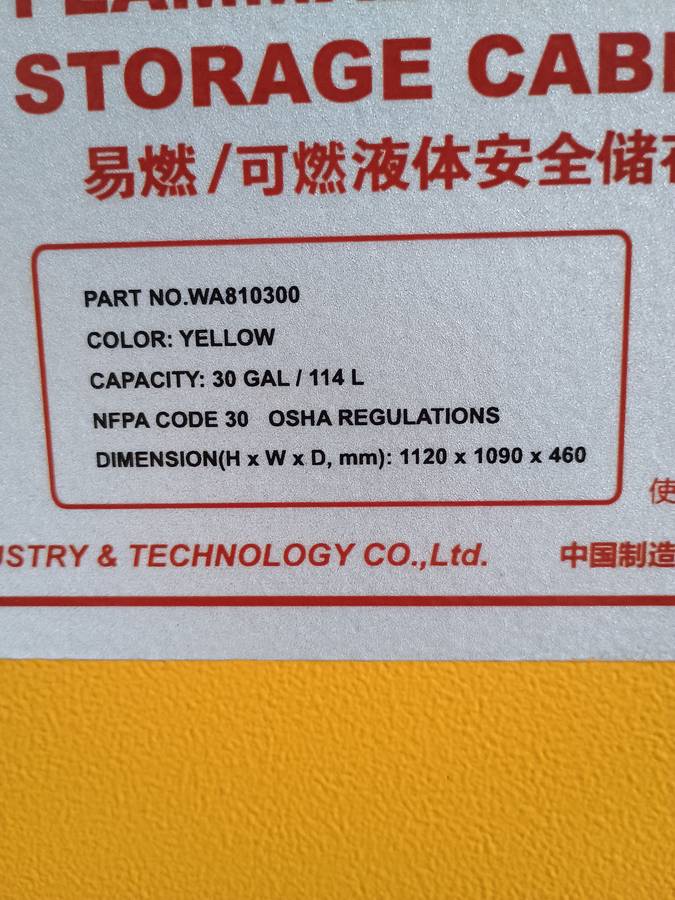 STORAGE CABI
易燃/可燃液体安全储存
PART NO.WA810300
COLOR: YELLOW
CAPACITY: 30 GAL / 114 L
NFPA CODE 30 OSHA REGULATIONS
DIMENSION(H x W x D, mm): 1120 x 1090 x 460
使
USTRY & TECHNOLOGY CO.,Ltd. 中国制造